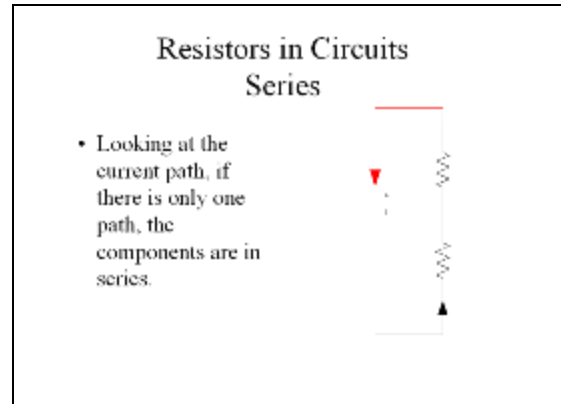 Resistors in Circuits
Series
• Looking at the
current path, if
there is only one
path, the
components are in
series.